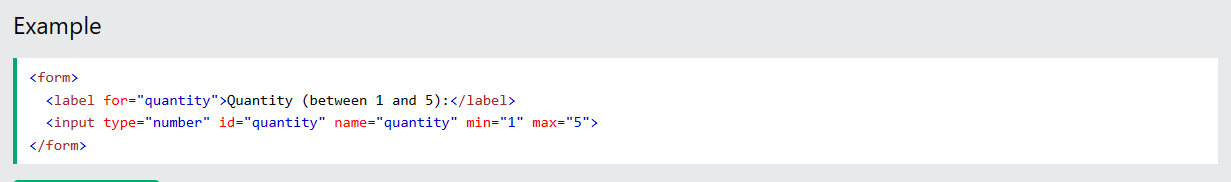 Example
<form>
<label for="quantity">Quantity (between 1 and 5):</label>
<input type="number" id="quantity" name="quantity" min="1" max="5">
</form>